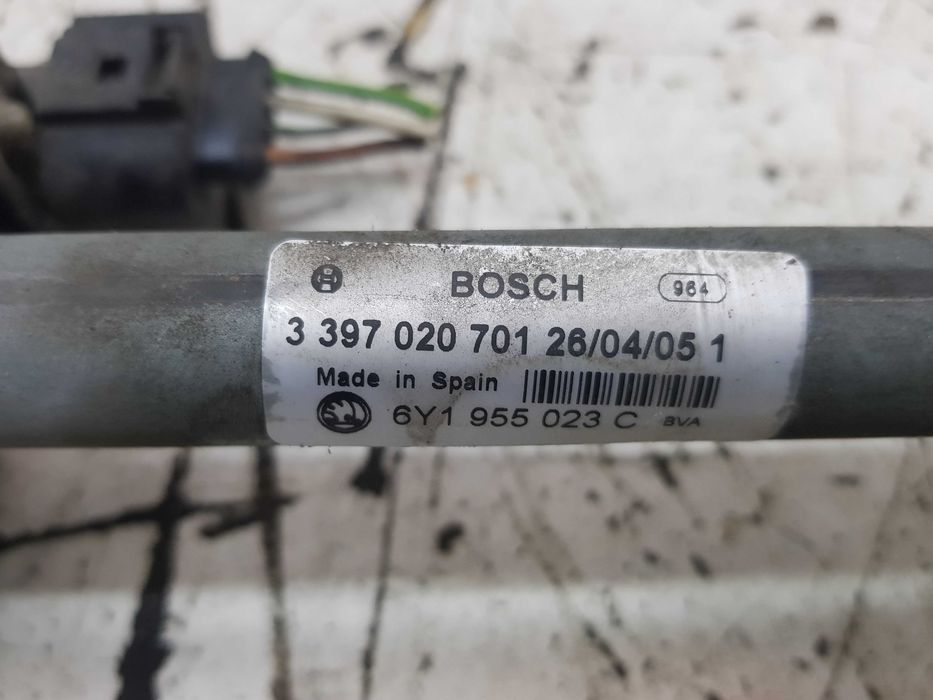 BOSCH 964
3 397 020 701 26/04/05 1
Made in Spain
6Y1 955 023 C BVA